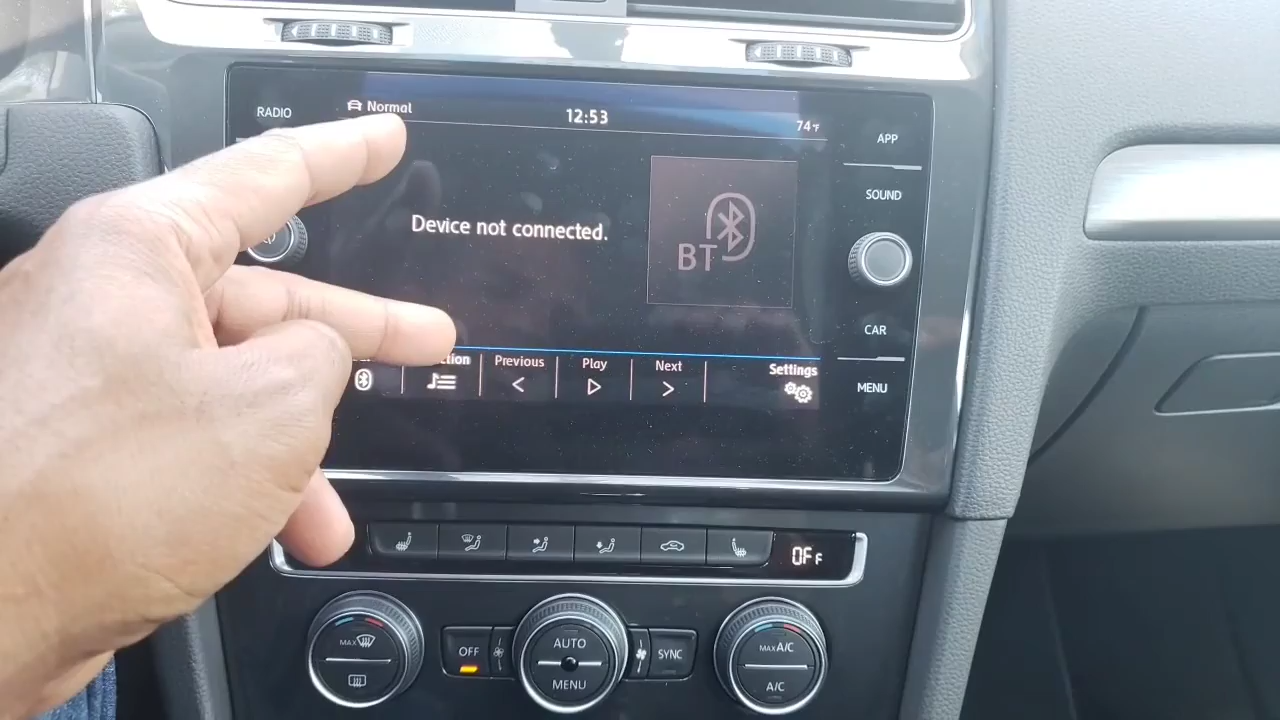 RADIO
Normal
12:53
74°F
APP
SOUND
Device not connected.
BT
CAR
Previous
Play
Next
Settings
MENU
OFF
MAX
OFF
AUTO
MENU
SYNC
MAX A/C
A/C